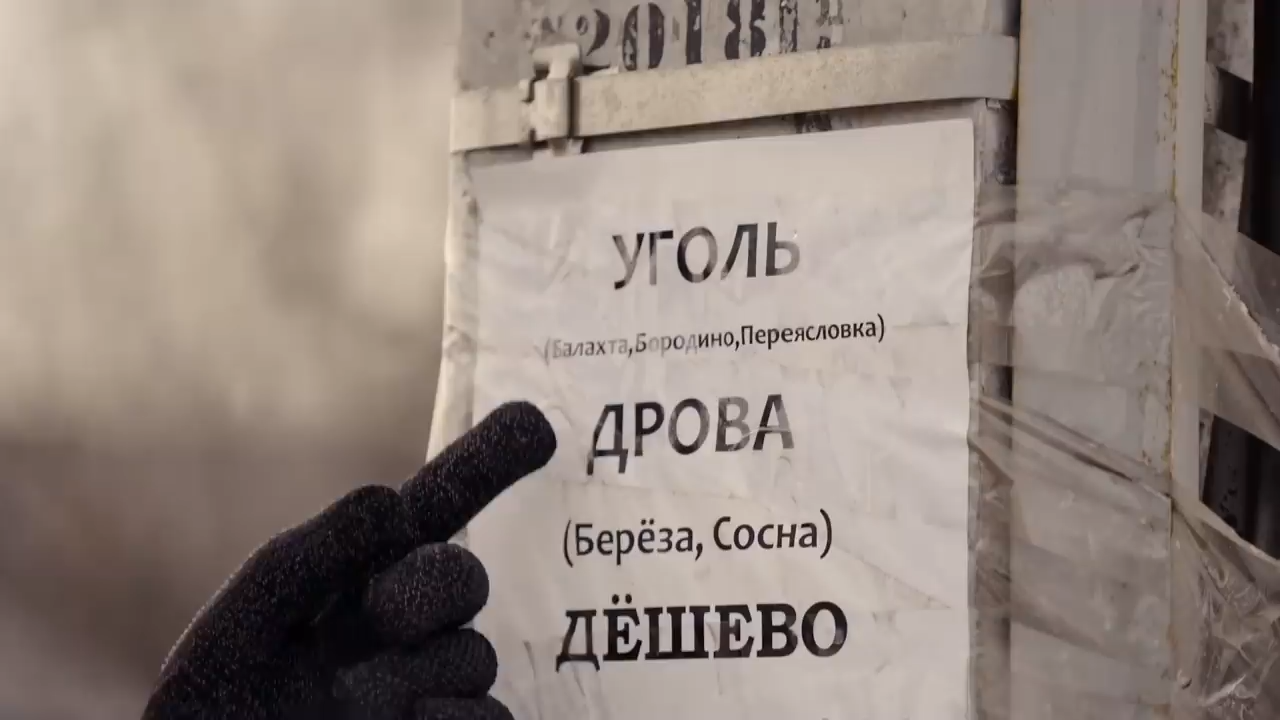 УГОЛЬ
(Балахта,Бородино,Переясловка)
ДРОВА
(Берёза, Сосна)
ДЁШЕВО